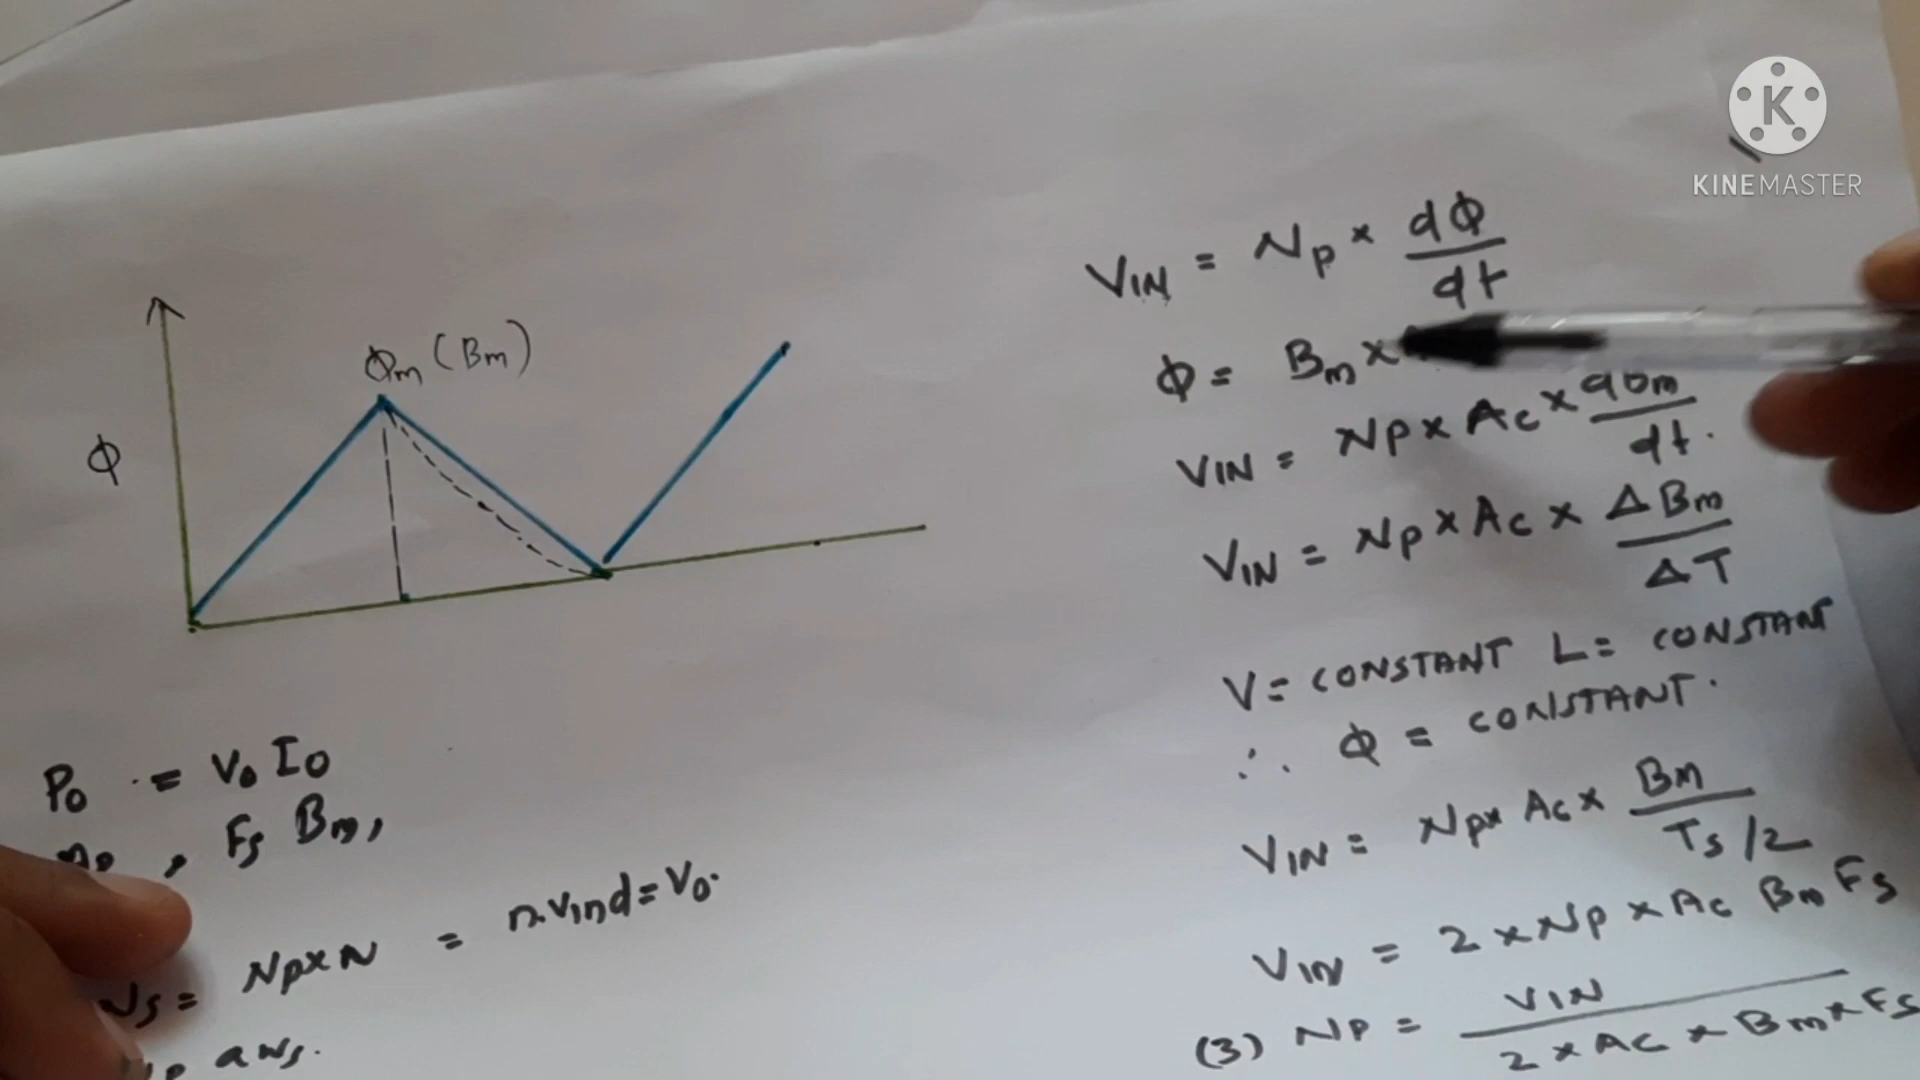 KINEMASTER
Φm (Bm)
Φ
VIN = Np × dΦ/dt
Φ = Bm ×
VIN = NP × Ac × dBm/dt.
VIN = Np × Ac × ΔBm/ΔT
V = CONSTANT L = CONSTANT
∴ Φ = CONSTANT.
VIN = Np × Ac × Bm/Ts/2
VIN = 2 × Np × Ac Bm Fs
(3) NP = VIN/2 × AC × Bm × Fs
Po = Vo Io
, Fs Bm,
Ns = Np×N = n.vind = Vo.